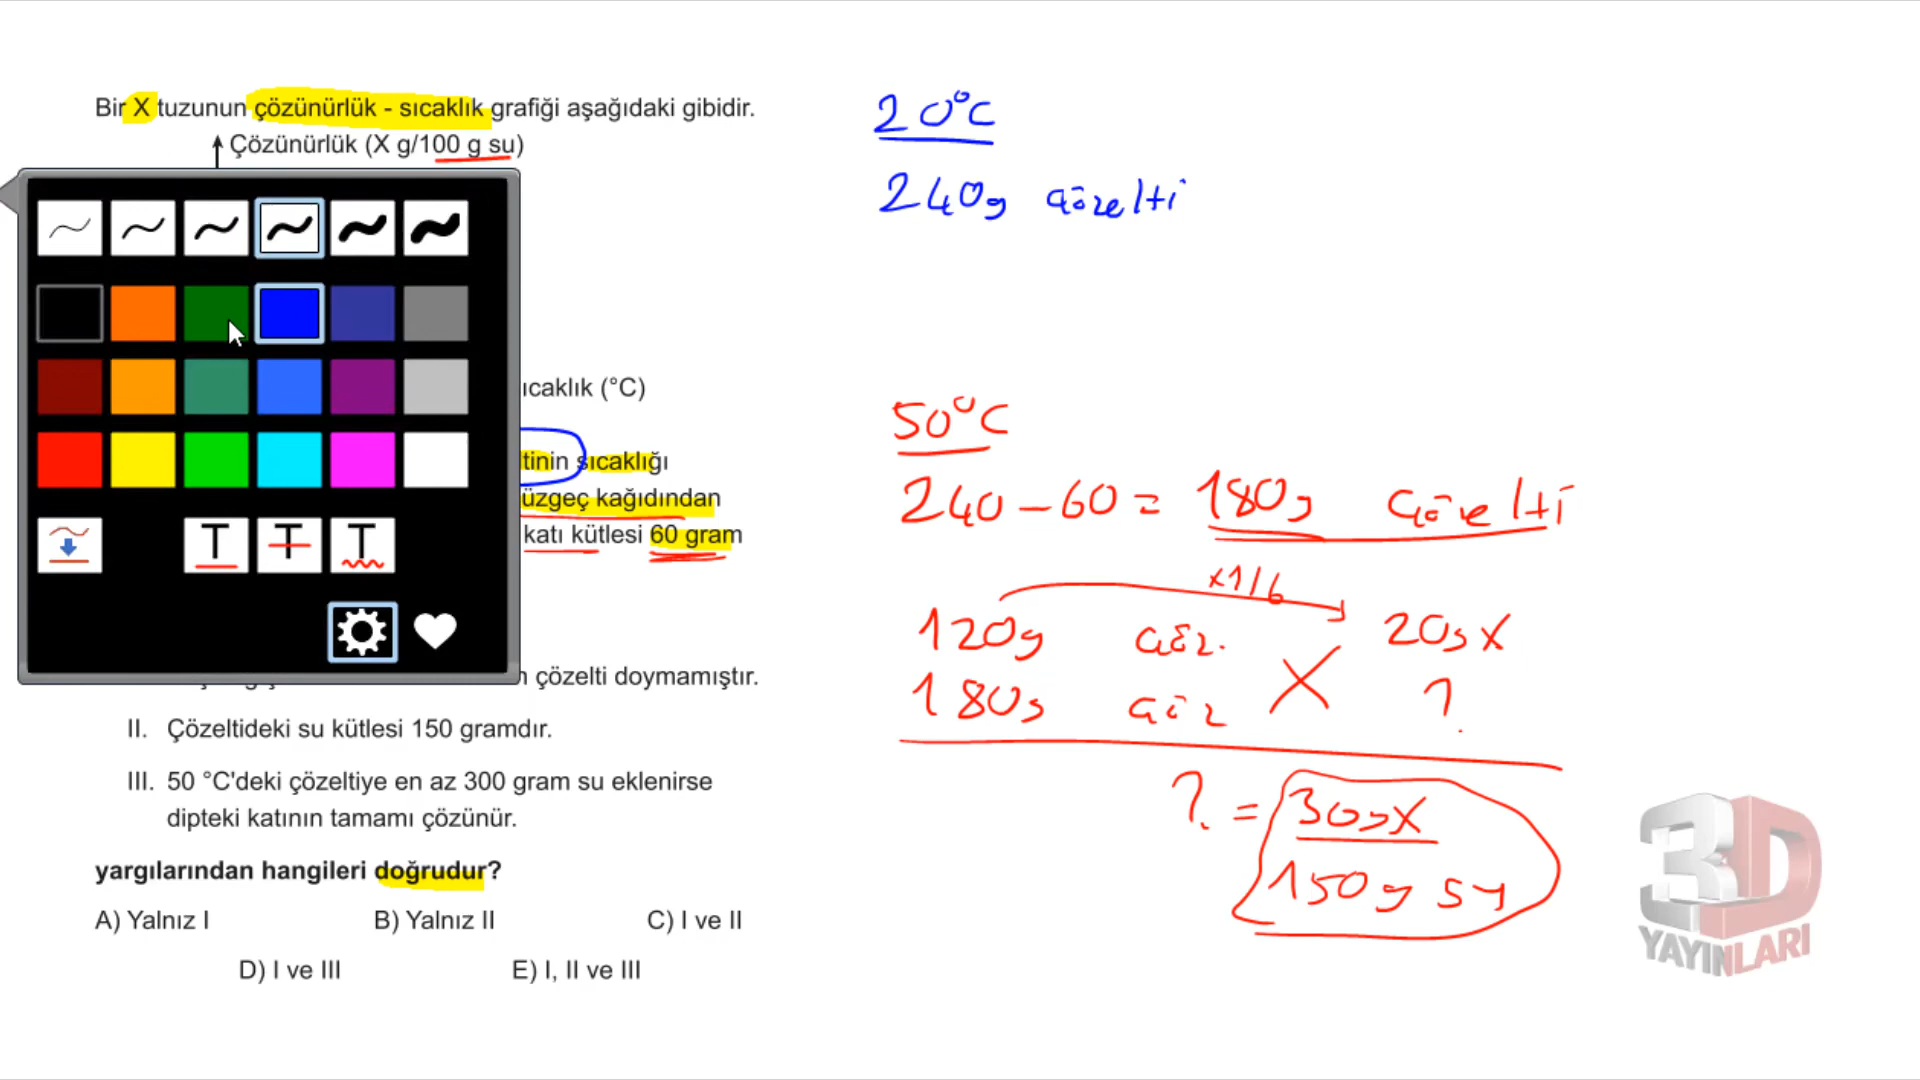 Bir X tuzunun çözünürlük - sıcaklık grafiği aşağıdaki gibidir.
Çözünürlük (X g/100 g su)
ıcaklık (°C)
tinin sıcaklığı
üzgeç kağıdından
katı kütlesi 60 gram
n çözelti doymamıştır.
II. Çözeltideki su kütlesi 150 gramdır.
III. 50 °C'deki çözeltiye en az 300 gram su eklenirse
dipteki katının tamamı çözünür.
yargılarından hangileri doğrudur?
A) Yalnız I B) Yalnız II C) I ve II
D) I ve III E) I, II ve III
T T T
20°C
240g çözelti
50°C
240 - 60 = 180g çözelti
x1/6
120g çöz. 20g X
180g çöz ?
? = 30g X
150g su
3D
YAYINLARI